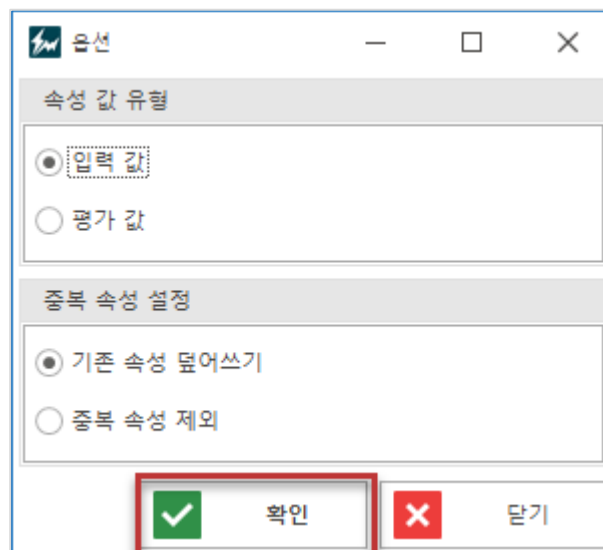 옵션
속성 값 유형
입력 값
평가 값
중복 속성 설정
기존 속성 덮어쓰기
중복 속성 제외
확인 닫기